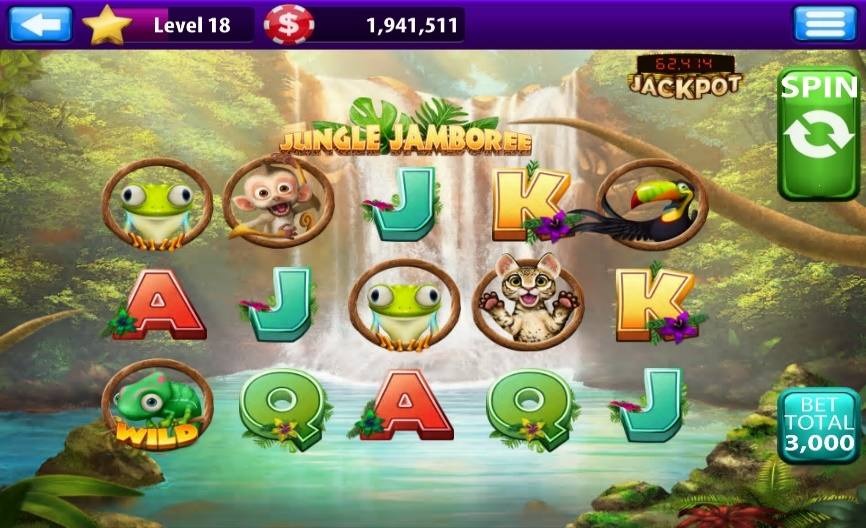 Level 18
$
1,941,511
62,414
JACKPOT
SPIN
JUNGLE JAMBOREE
J
K
A
J
K
WILD
Q
A
Q
J
BET
TOTAL
3,000